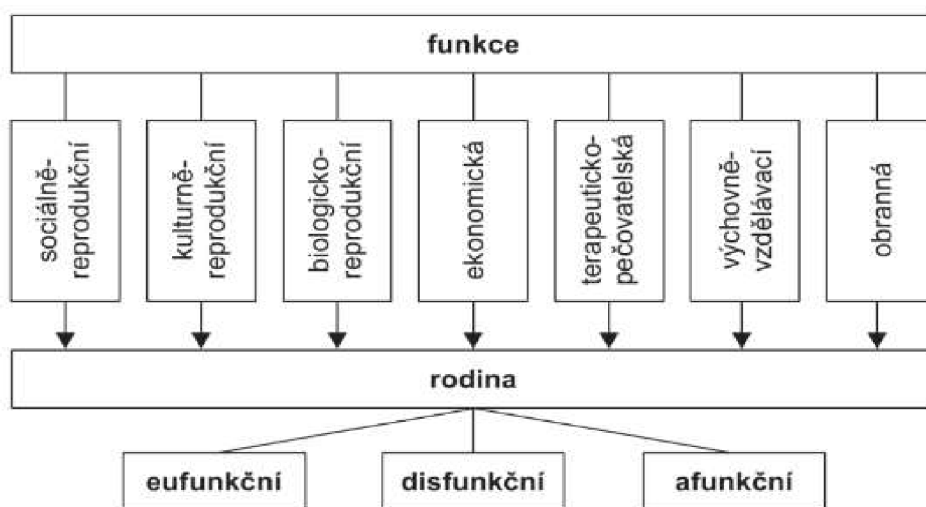 funkce
sociálně-
reprodukční
kulturně-
reprodukční
biologicko-
reprodukční
ekonomická
terapeuticko-
pečovatelská
výchovně-
vzdělávací
obranná
rodina
eufunkční
disfunkční
afunkční